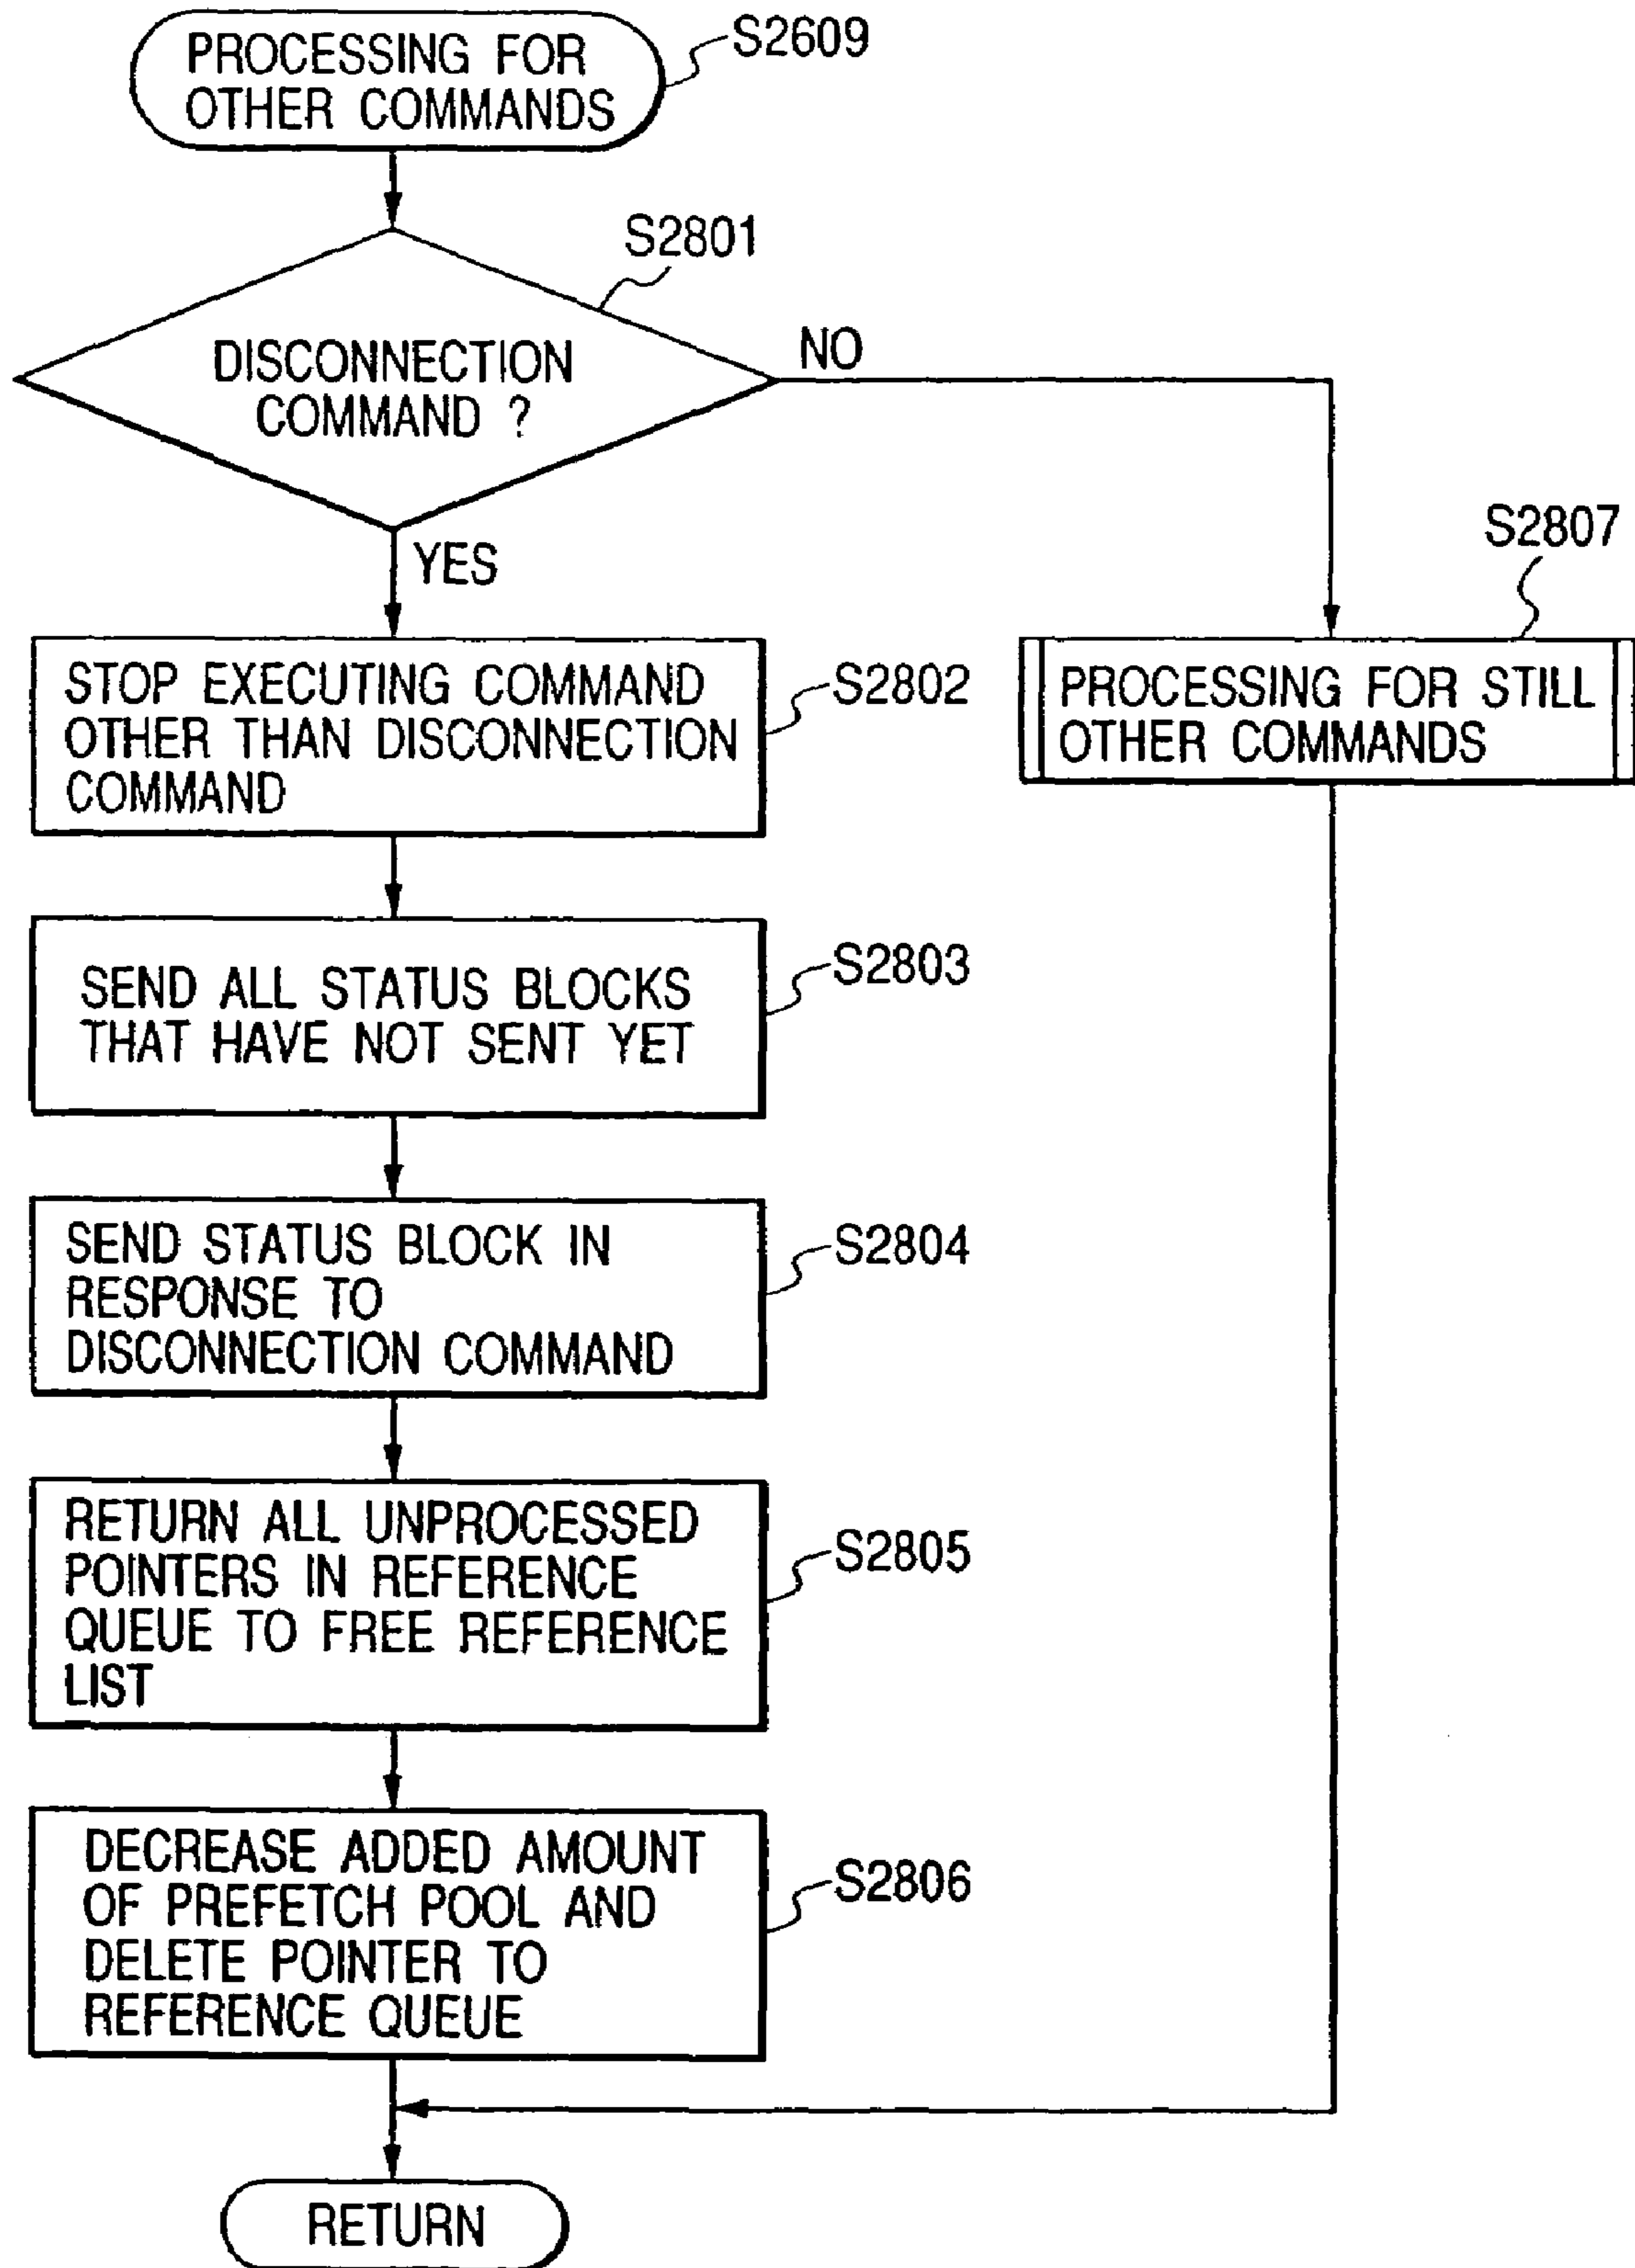 PROCESSING FOR
OTHER COMMANDS
S2609
S2801
DISCONNECTION
COMMAND ?
NO
YES
S2807
STOP EXECUTING COMMAND
OTHER THAN DISCONNECTION
COMMAND
S2802
PROCESSING FOR STILL
OTHER COMMANDS
SEND ALL STATUS BLOCKS
THAT HAVE NOT SENT YET
S2803
SEND STATUS BLOCK IN
RESPONSE TO
DISCONNECTION COMMAND
S2804
RETURN ALL UNPROCESSED
POINTERS IN REFERENCE
QUEUE TO FREE REFERENCE
LIST
S2805
DECREASE ADDED AMOUNT
OF PREFETCH POOL AND
DELETE POINTER TO
REFERENCE QUEUE
S2806
RETURN